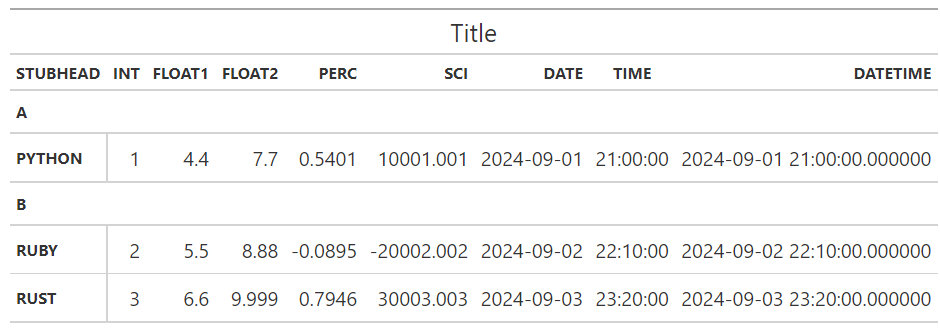 Title
STUBHEAD INT FLOAT1 FLOAT2 PERC SCI DATE TIME DATETIME
A
PYTHON 1 4.4 7.7 0.5401 10001.001 2024-09-01 21:00:00 2024-09-01 21:00:00.000000
B
RUBY 2 5.5 8.88 -0.0895 -20002.002 2024-09-02 22:10:00 2024-09-02 22:10:00.000000
RUST 3 6.6 9.999 0.7946 30003.003 2024-09-03 23:20:00 2024-09-03 23:20:00.000000